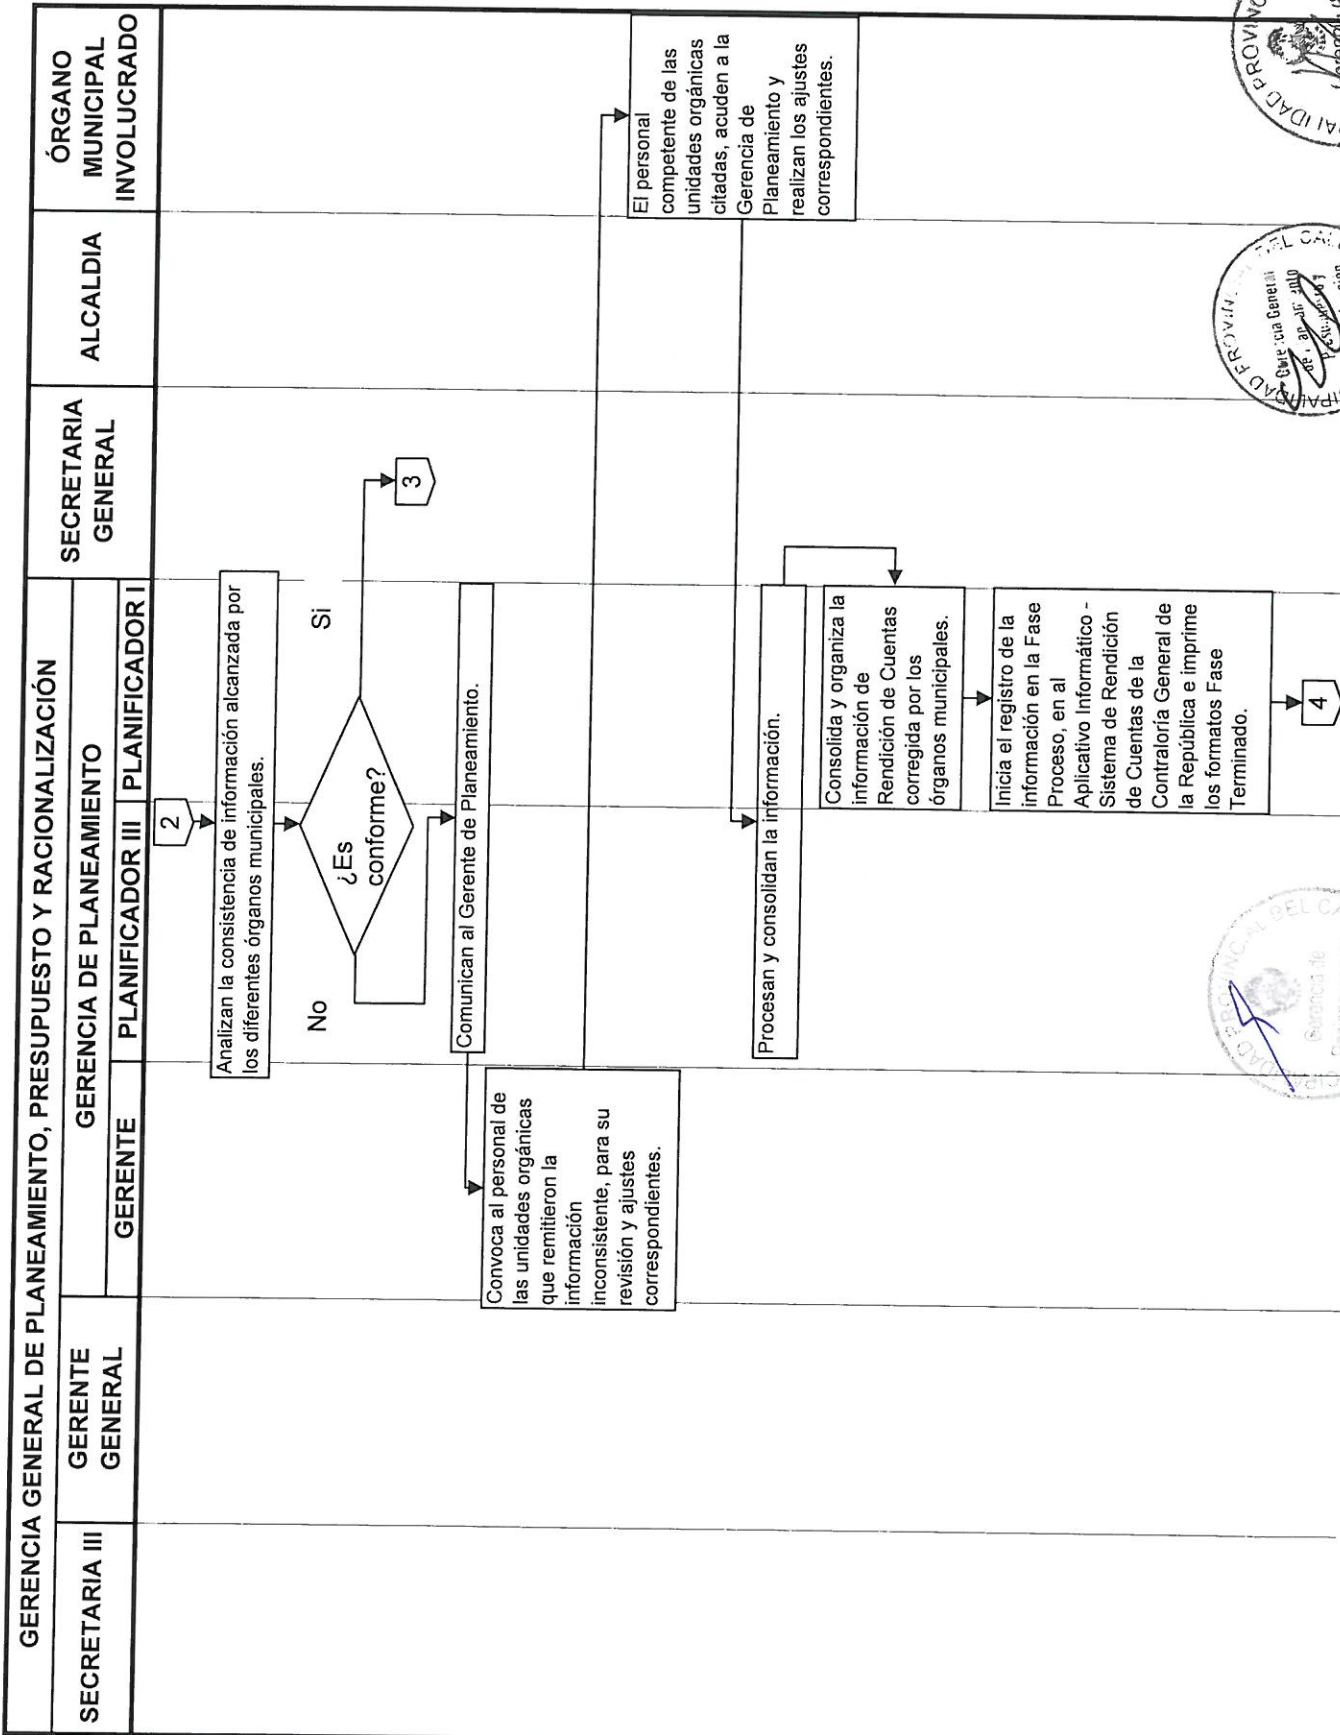 GERENCIA GENERAL DE PLANEAMIENTO, PRESUPUESTO Y RACIONALIZACIÓN
SECRETARIA III
GERENTE
GENERAL
GERENCIA DE PLANEAMIENTO
GERENTE
PLANIFICADOR III
PLANIFICADOR I
SECRETARIA
GENERAL
ALCALDIA
ÓRGANO
MUNICIPAL
INVOLUCRADO
2
Analizan la consistencia de información alcanzada por
los diferentes órganos municipales.
¿Es
conforme?
No
Si
3
Comunican al Gerente de Planeamiento.
Convoca al personal de
las unidades orgánicas
que remitieron la
información
inconsistente, para su
revisión y ajustes
correspondientes.
El personal
competente de las
unidades orgánicas
citadas, acuden a la
Gerencia de
Planeamiento y
realizan los ajustes
correspondientes.
Procesan y consolidan la información.
Consolida y organiza la
información de
Rendición de Cuentas
corregida por los
órganos municipales.
Inicia el registro de la
información en la Fase
Proceso, en al
Aplicativo Informático -
Sistema de Rendición
de Cuentas de la
Contraloría General de
la República e imprime
los formatos Fase
Terminado.
4
DEL
Gerencia de
General